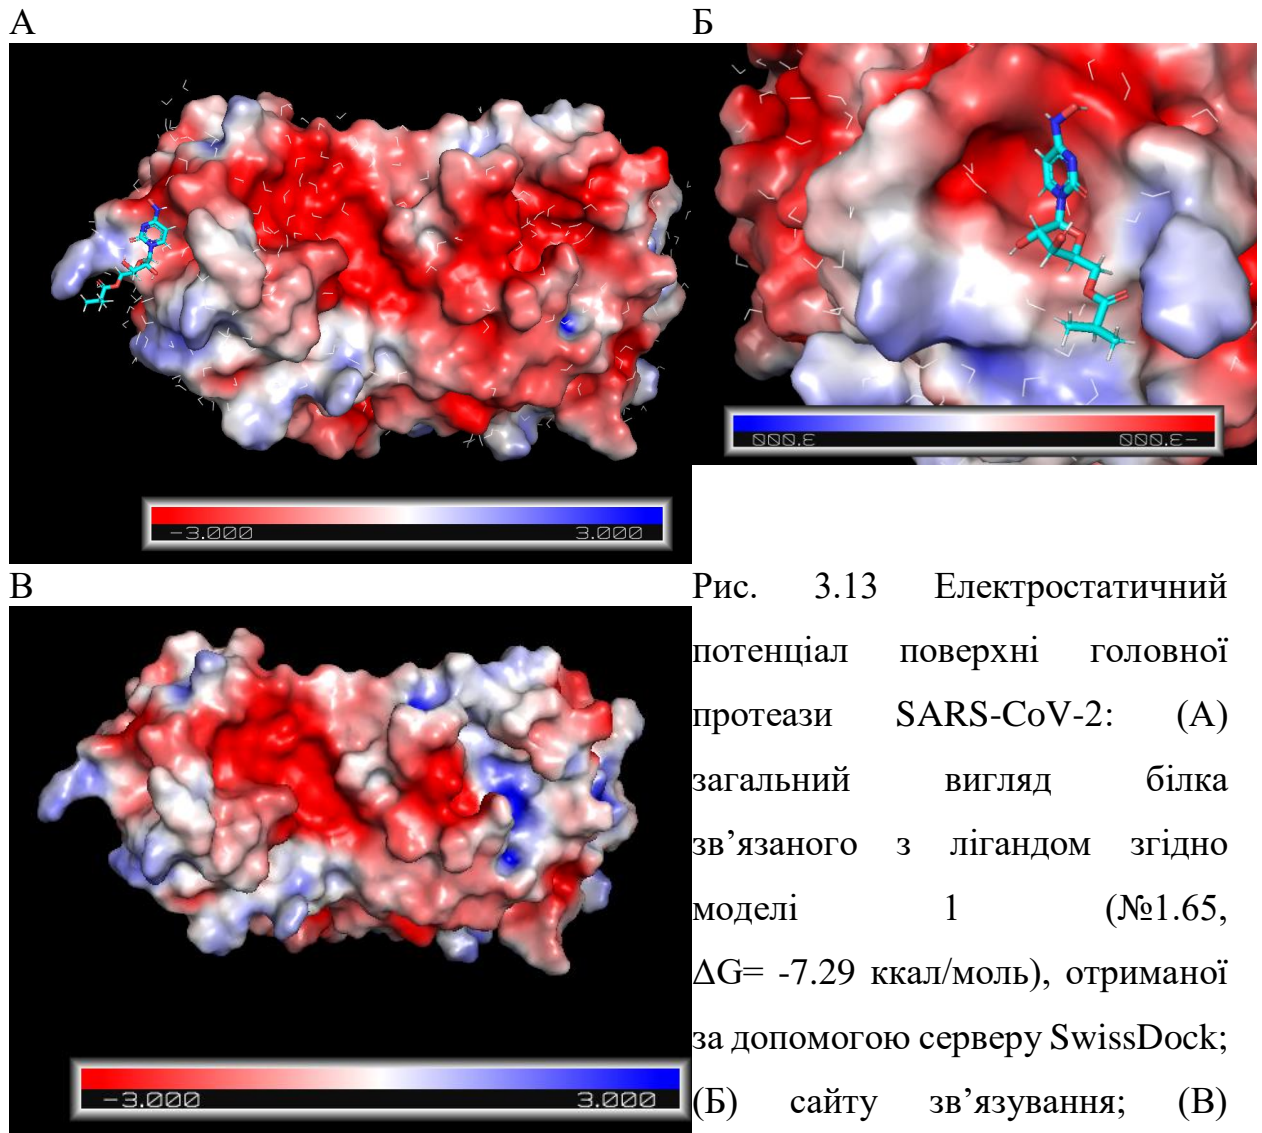 А
Б
-3.000 3.000
3.000 -3.000
В
-3.000 3.000
Рис. 3.13 Електростатичний
потенціал поверхні головної
протеази SARS-CoV-2: (А)
загальний вигляд білка
зв’язаного з лігандом згідно
моделі 1 (№1.65,
ΔG= -7.29 ккал/моль), отриманої
за допомогою серверу SwissDock;
(Б) сайту зв’язування; (В)